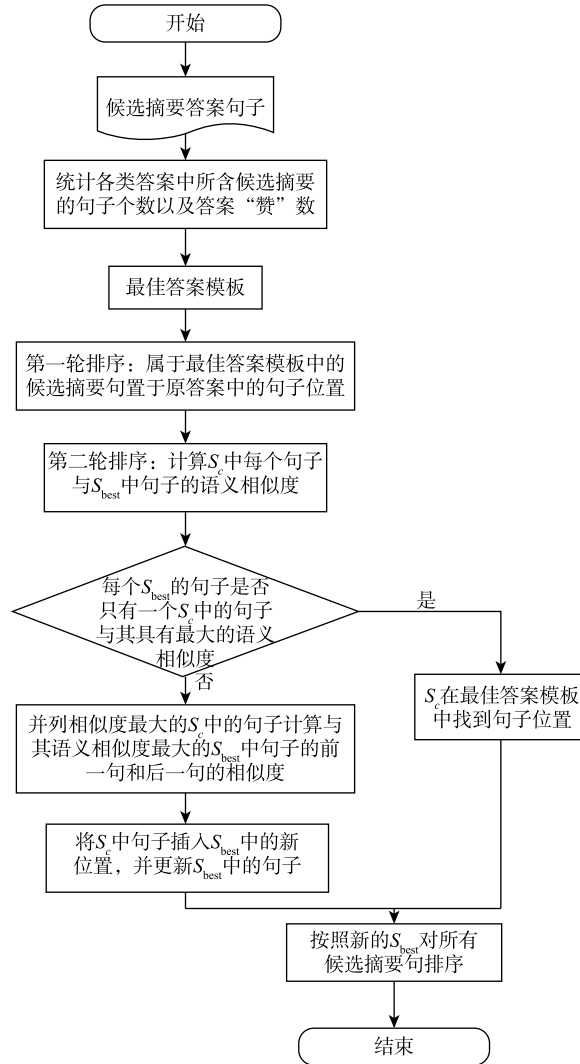 开始
候选摘要答案句子
统计各类答案中所含候选摘要
的句子个数以及答案“赞”数
最佳答案模板
第一轮排序：属于最佳答案模板中的
候选摘要句置于原答案中的句子位置
第二轮排序：计算Sc中每个句子
与Sbest中句子的语义相似度
每个Sbest的句子是否
只有一个Sc中的句子
与其具有最大的语义
相似度
是
否
Sc在最佳答案模板
中找到句子位置
并列相似度最大的Sc中的句子计算与
其语义相似度最大的Sbest中句子的前
一句和后一句的相似度
将Sc中句子插入Sbest中的新
位置，并更新Sbest中的句子
按照新的Sbest对所有
候选摘要句排序
结束